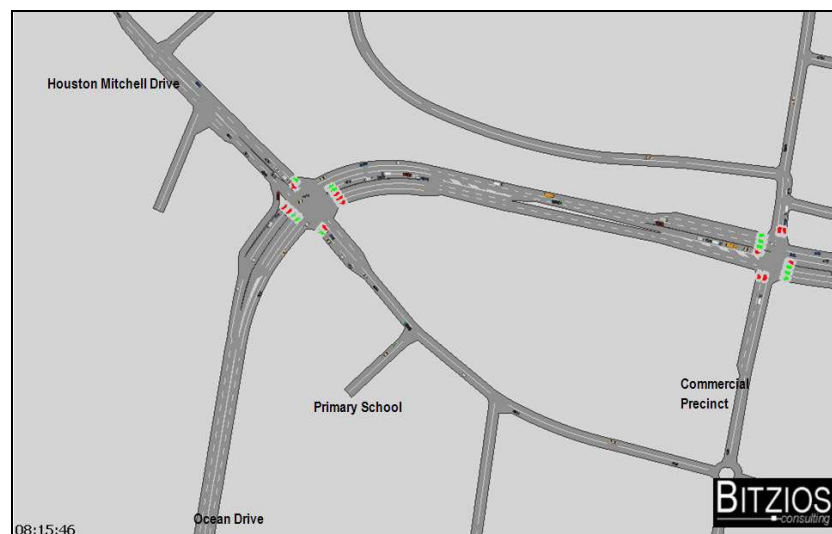 Houston Mitchell Drive
Primary School
Commercial
Precinct
Ocean Drive
08:15:46
BITZIOS
consulting